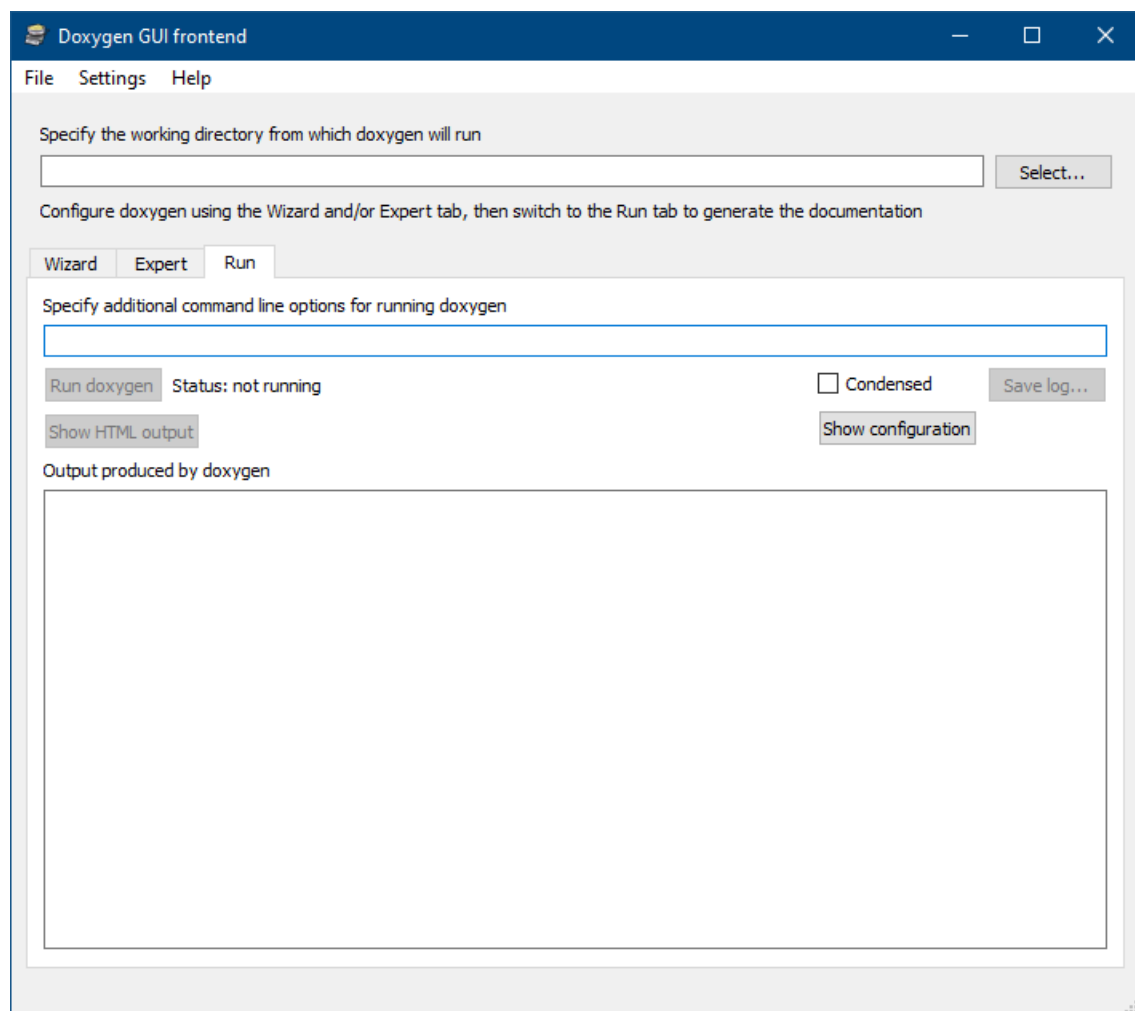 Doxygen GUI frontend
File Settings Help
Specify the working directory from which doxygen will run
Select...
Configure doxygen using the Wizard and/or Expert tab, then switch to the Run tab to generate the documentation
Wizard Expert Run
Specify additional command line options for running doxygen
Run doxygen Status: not running Condensed Save log...
Show HTML output Show configuration
Output produced by doxygen